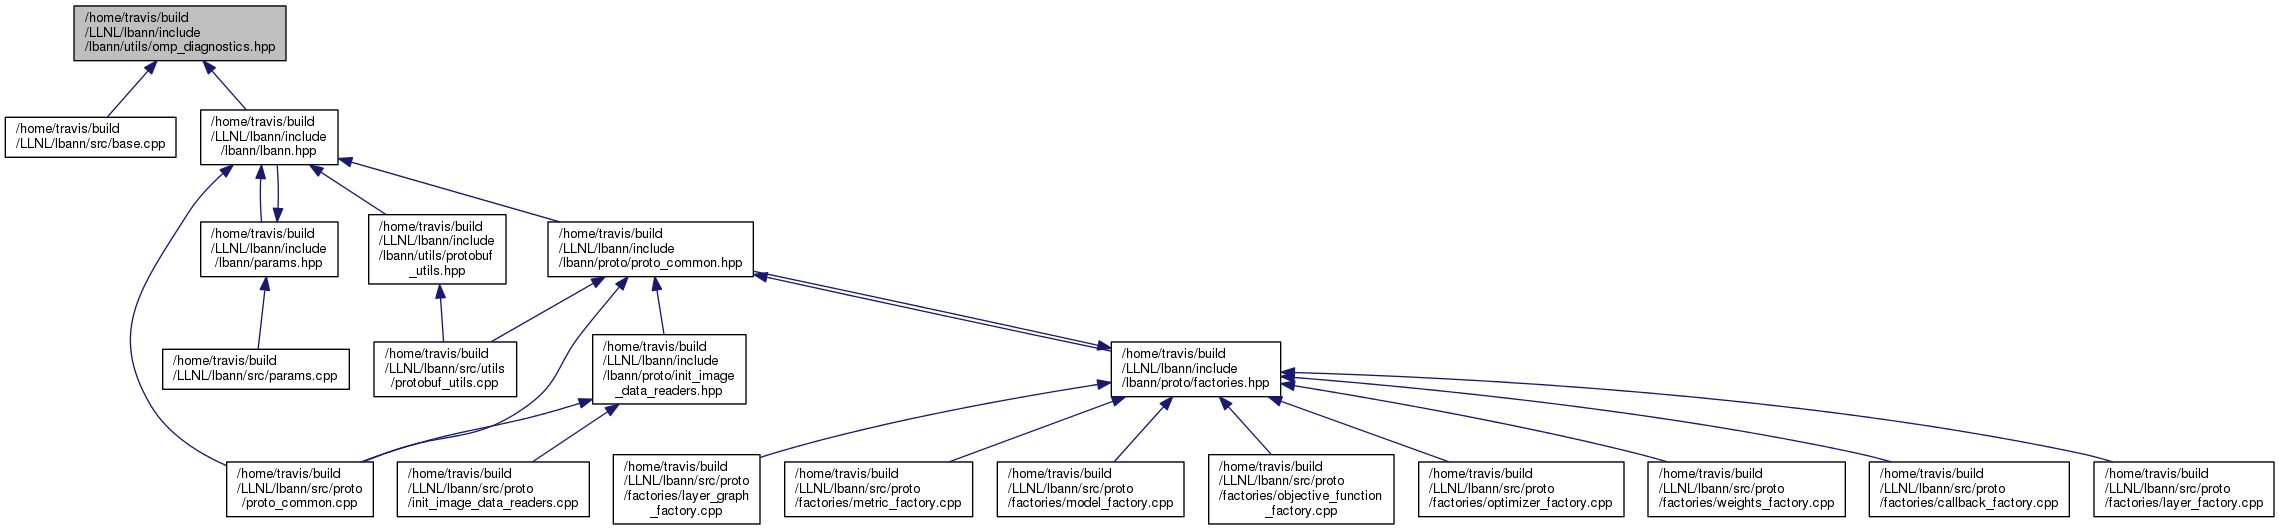 /home/travis/build
/LLNL/lbann/include
/lbann/utils/omp_diagnostics.hpp
/home/travis/build
/LLNL/lbann/src/base.cpp
/home/travis/build
/LLNL/lbann/include
/lbann/lbann.hpp
/home/travis/build
/LLNL/lbann/include
/lbann/params.hpp
/home/travis/build
/LLNL/lbann/include
/lbann/utils/protobuf
_utils.hpp
/home/travis/build
/LLNL/lbann/include
/lbann/proto/proto_common.hpp
/home/travis/build
/LLNL/lbann/src/params.cpp
/home/travis/build
/LLNL/lbann/src/utils
/protobuf_utils.cpp
/home/travis/build
/LLNL/lbann/include
/lbann/proto/init_image
_data_readers.hpp
/home/travis/build
/LLNL/lbann/include
/lbann/proto/factories.hpp
/home/travis/build
/LLNL/lbann/src/proto
/proto_common.cpp
/home/travis/build
/LLNL/lbann/src/proto
/init_image_data_readers.cpp
/home/travis/build
/LLNL/lbann/src/proto
/factories/layer_graph
_factory.cpp
/home/travis/build
/LLNL/lbann/src/proto
/factories/metric_factory.cpp
/home/travis/build
/LLNL/lbann/src/proto
/factories/model_factory.cpp
/home/travis/build
/LLNL/lbann/src/proto
/factories/objective_function
_factory.cpp
/home/travis/build
/LLNL/lbann/src/proto
/factories/optimizer_factory.cpp
/home/travis/build
/LLNL/lbann/src/proto
/factories/weights_factory.cpp
/home/travis/build
/LLNL/lbann/src/proto
/factories/callback_factory.cpp
/home/travis/build
/LLNL/lbann/src/proto
/factories/layer_factory.cpp